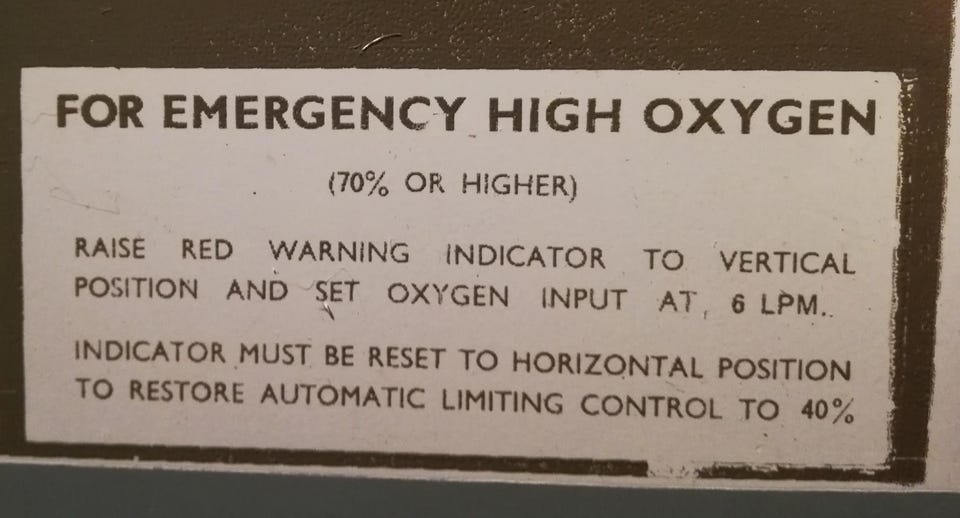 FOR EMERGENCY HIGH OXYGEN
(70% OR HIGHER)
RAISE RED WARNING INDICATOR TO VERTICAL
POSITION AND SET OXYGEN INPUT AT 6 LPM.
INDICATOR MUST BE RESET TO HORIZONTAL POSITION
TO RESTORE AUTOMATIC LIMITING CONTROL TO 40%